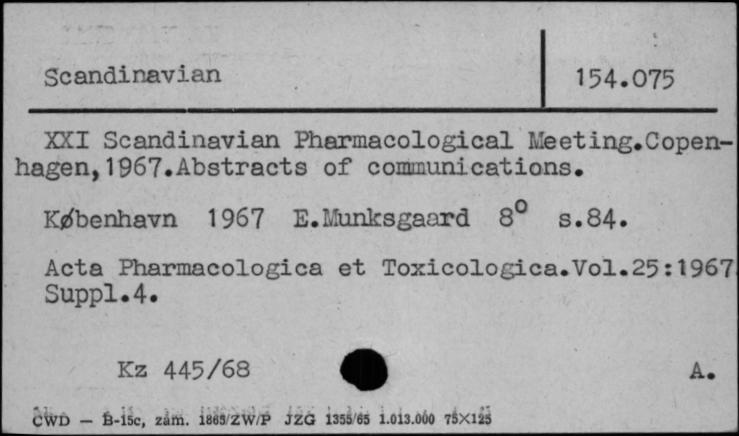 Scandinavian 154.075
XXI Scandinavian Pharmacological Meeting.Copen-
hagen,1967.Abstracts of communications.
København 1967 E.Munksgaard 8° s.84.
Acta Pharmacologica et Toxicologica.Vol.25:1967
Suppl.4.
Kz 445/68 A.
CWD — B-15c, zam. 1865/ZW/P JZG 1355/65 1.013.000 75×125